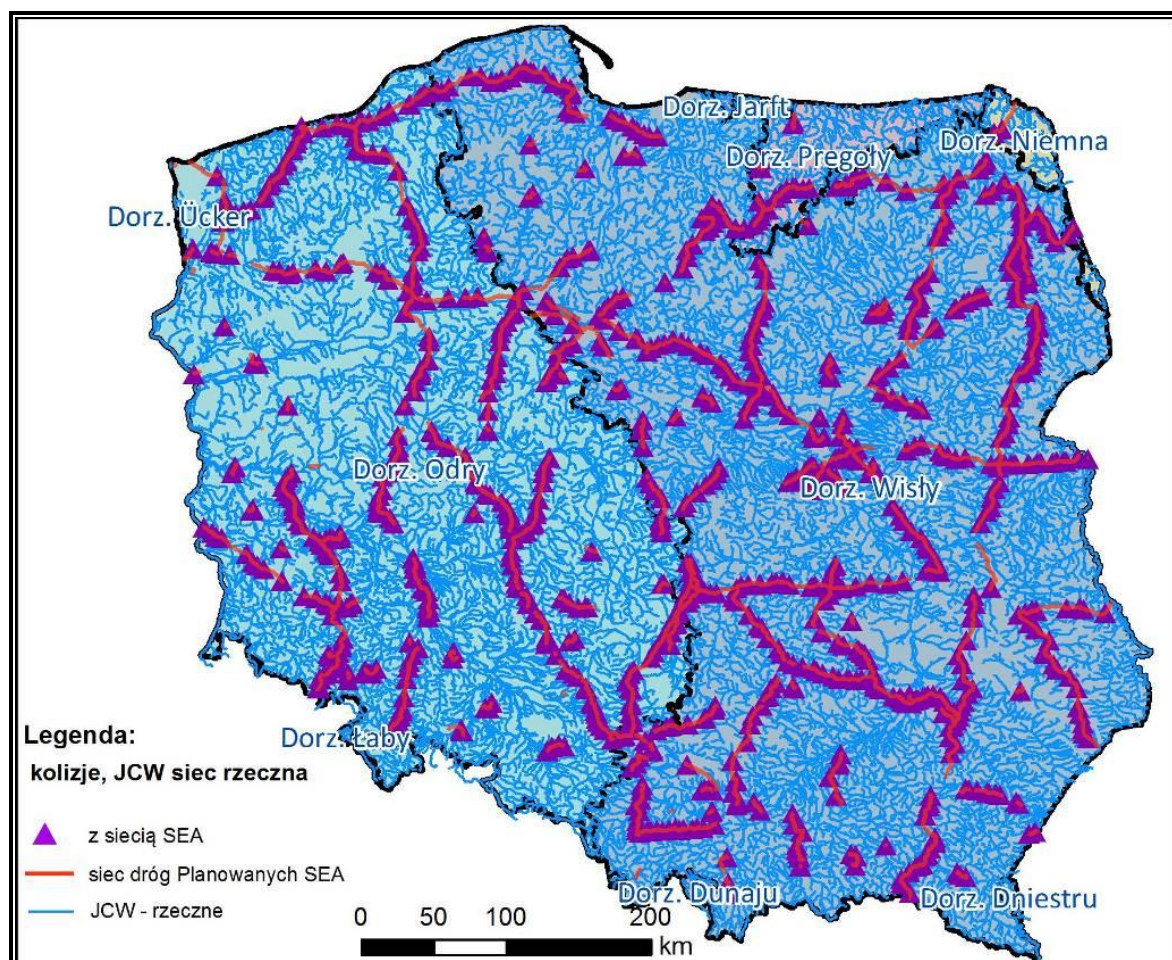 Dorz. Jarft
Dorz. Niemna
Dorz. Pregoły
Dorz. Ücker
Dorz. Odry
Dorz. Wisły
Legenda:
Dorz. Łaby
kolizje, JCW siec rzeczna
z siecią SEA
siec dróg Planowanych SEA
Dorz. Dunaju
Dorz. Dniestru
JCW - rzeczne
0 50 100 200
km